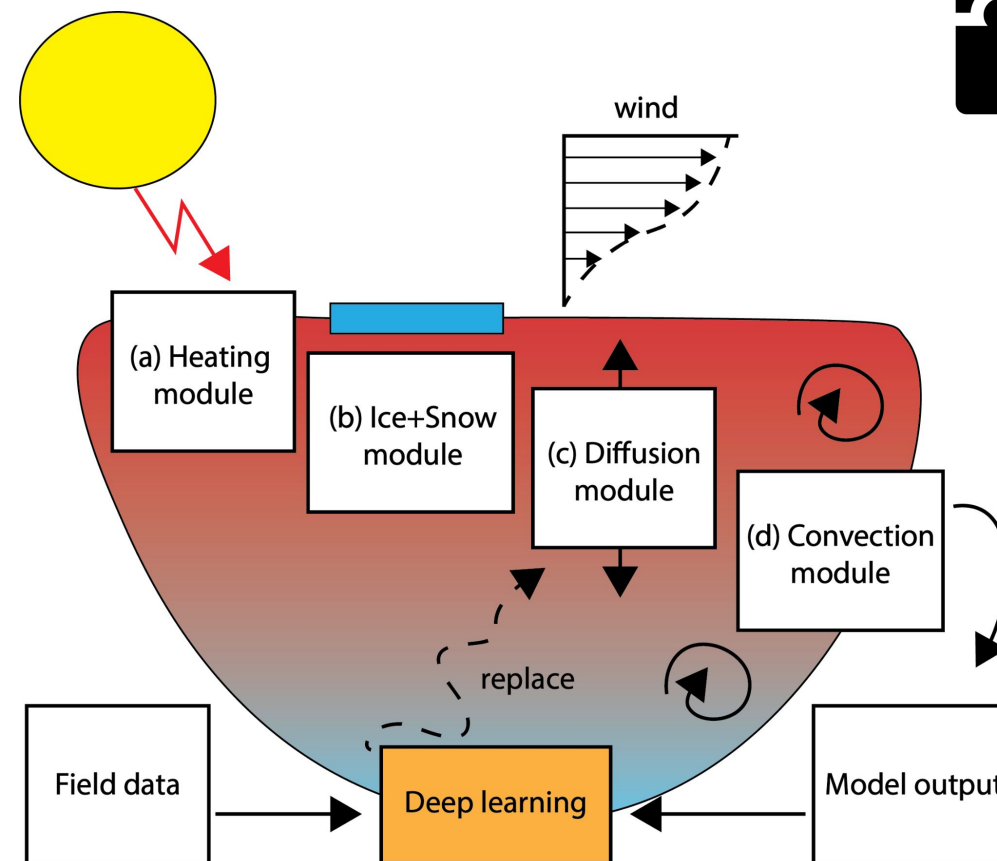 wind
(a) Heating
module
(b) Ice+Snow
module
(c) Diffusion
module
(d) Convection
module
replace
Field data
Deep learning
Model output